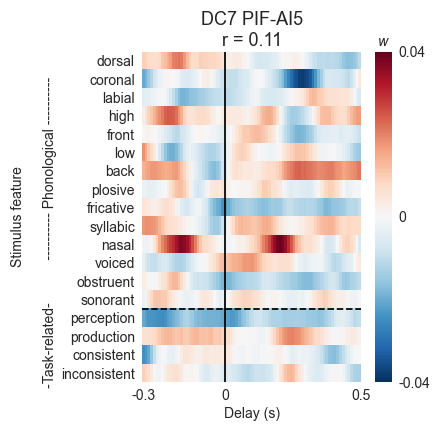 DC7 PIF-AI5
r = 0.11
w
dorsal
coronal
labial
high
front
low
back
plosive
fricative
syllabic
nasal
voiced
obstruent
sonorant
perception
production
consistent
inconsistent
Stimulus feature
-Task-related- ---------- Phonological ----------
0.04
0
-0.04
-0.3
0
0.5
Delay (s)